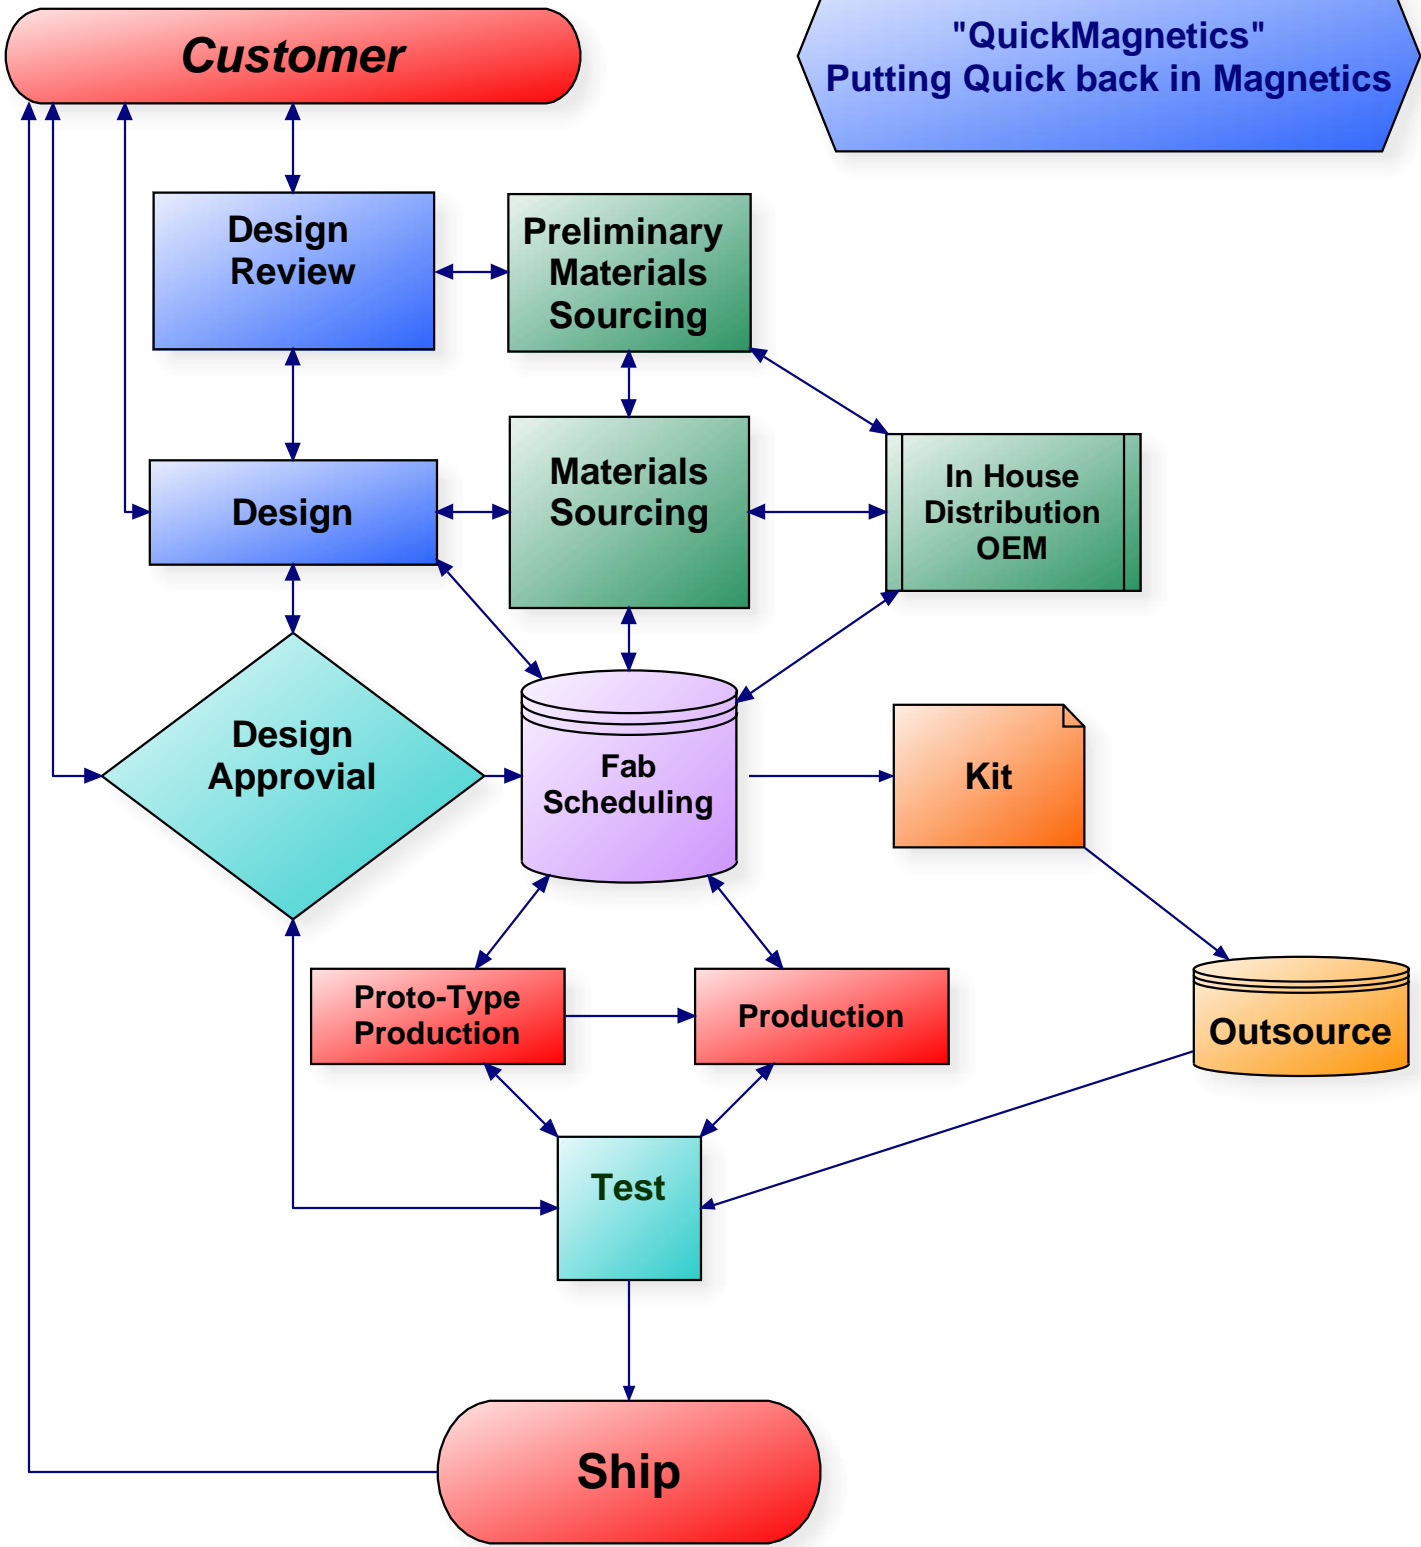 Customer
"QuickMagnetics"
Putting Quick back in Magnetics
Design
Review
Preliminary
Materials
Sourcing
Design
Materials
Sourcing
In House
Distribution
OEM
Design
Approvial
Fab
Scheduling
Kit
Proto-Type
Production
Production
Outsource
Test
Ship